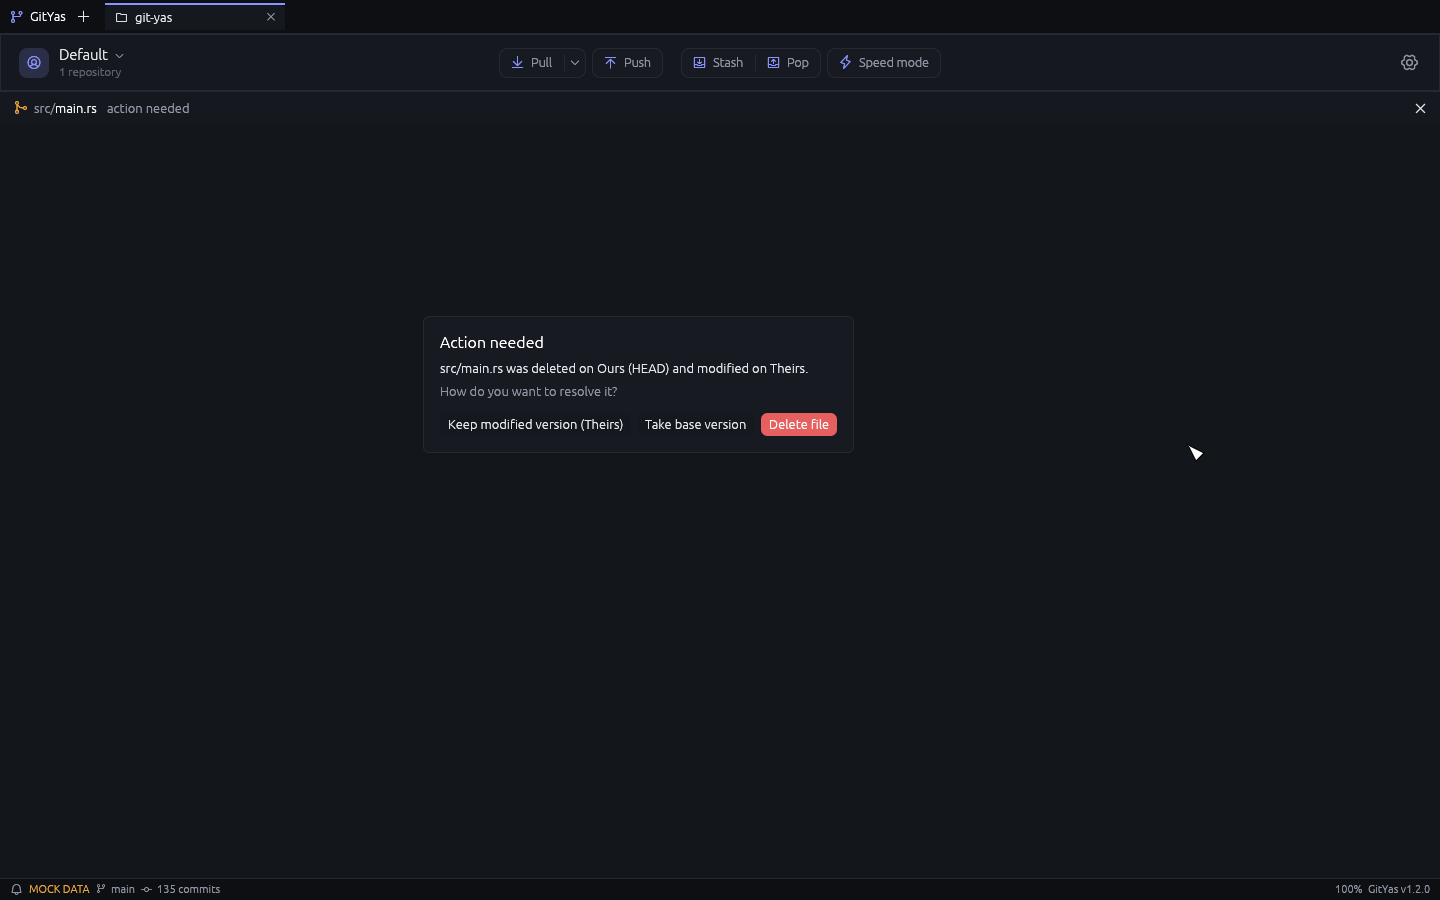 GitYas
git-yas
Default
1 repository
Pull
Push
Stash
Pop
Speed mode
src/main.rs action needed
Action needed
src/main.rs was deleted on Ours (HEAD) and modified on Theirs.
How do you want to resolve it?
Keep modified version (Theirs)
Take base version
Delete file
MOCK DATA
main
135 commits
100%
GitYas v1.2.0